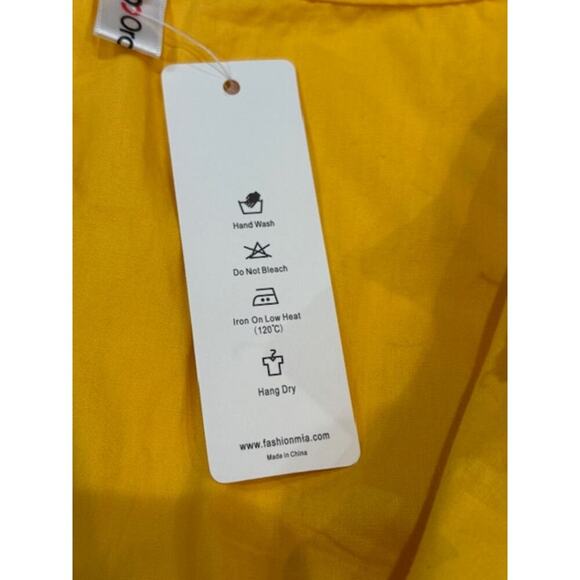 Hand Wash
Do Not Bleach
Iron On Low Heat
(120℃)
Hang Dry
www.fashionmia.com
Made in China